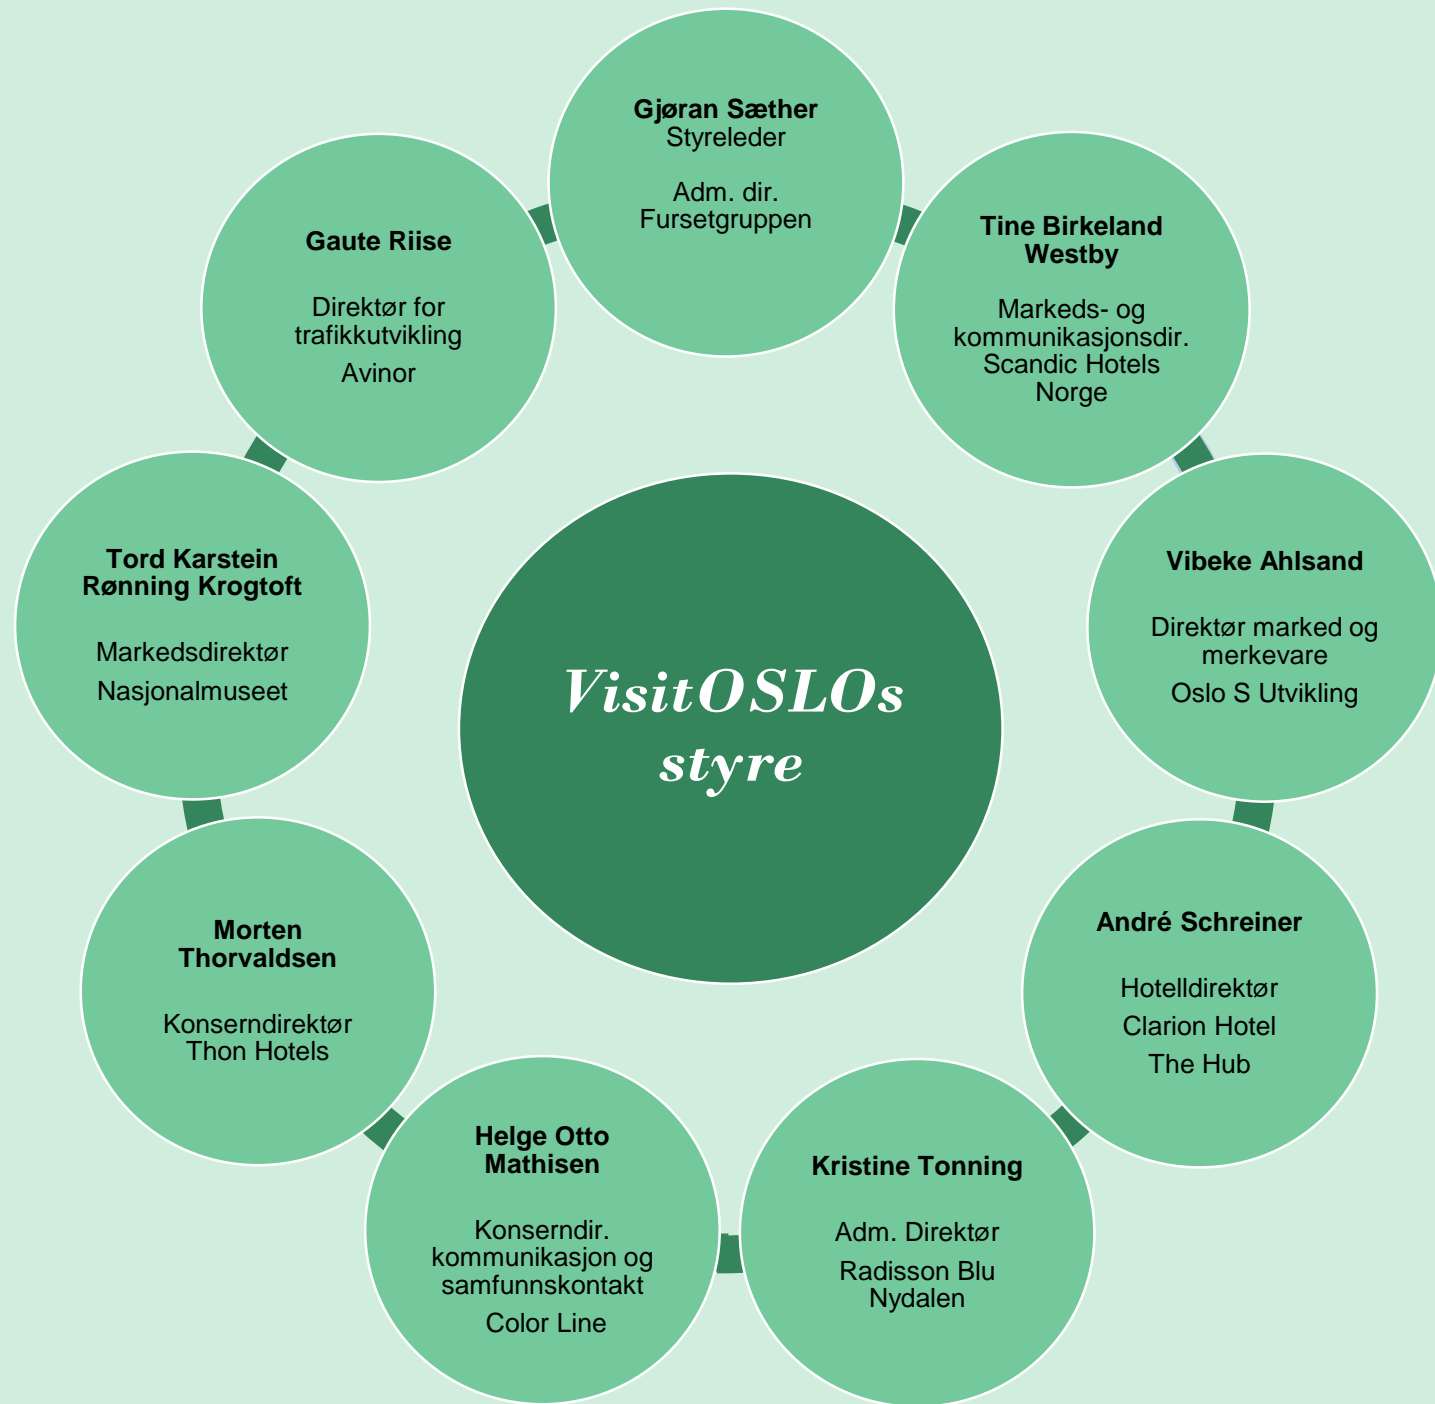 Gjøran Sæther
Styreleder
Adm. dir.
Fursetgruppen
Tine Birkeland
Westby
Markeds- og
kommunikasjonsdir.
Scandic Hotels
Norge
Vibeke Ahlsand
Direktør marked og
merkevare
Oslo S Utvikling
André Schreiner
Hotelldirektør
Clarion Hotel
The Hub
Kristine Tonning
Adm. Direktør
Radisson Blu
Nydalen
Helge Otto
Mathisen
Konserndir.
kommunikasjon og
samfunnskontakt
Color Line
Morten
Thorvaldsen
Konserndirektør
Thon Hotels
Tord Karstein
Rønning Krogtoft
Markedsdirektør
Nasjonalmuseet
Gaute Riise
Direktør for
trafikkutvikling
Avinor
VisitOSLOs
styre